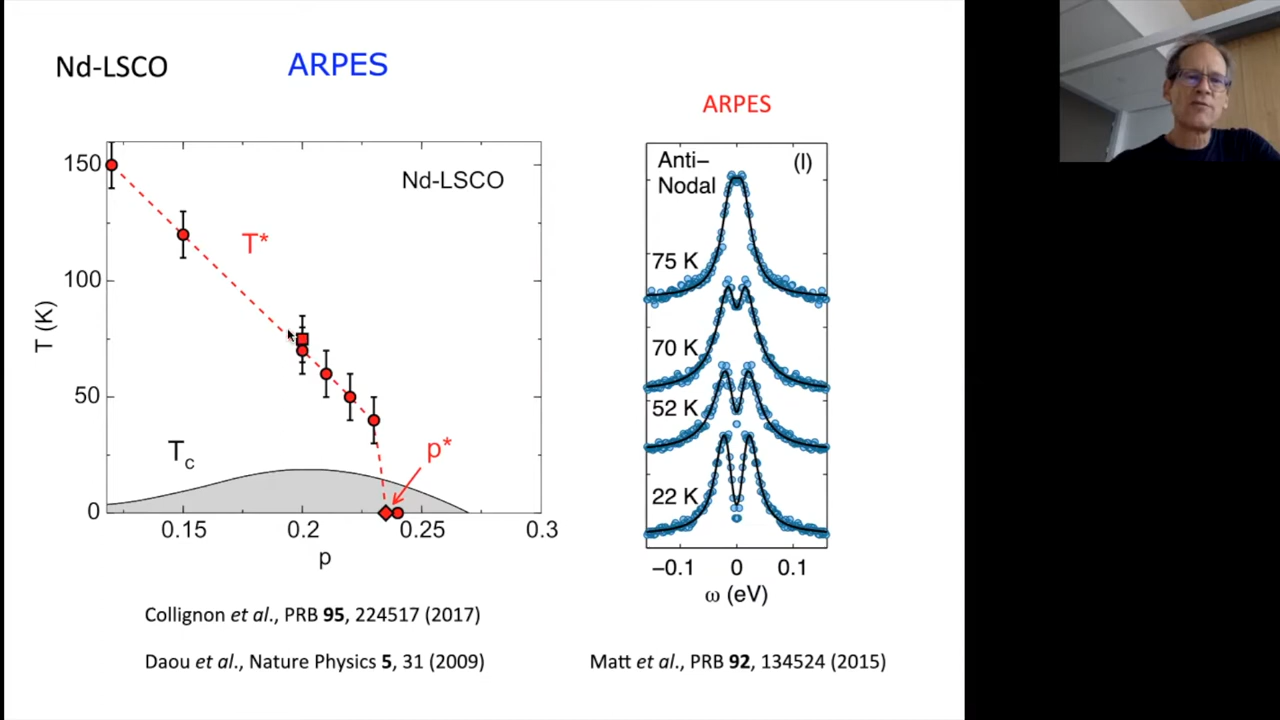 Nd-LSCO
ARPES
ARPES
150
100
50
0
T (K)
Nd-LSCO
T*
Tc
p*
0.15
0.2
0.25
0.3
p
Anti–
Nodal
(l)
75 K
70 K
52 K
22 K
−0.1
0
0.1
ω (eV)
Collignon et al., PRB 95, 224517 (2017)
Daou et al., Nature Physics 5, 31 (2009)
Matt et al., PRB 92, 134524 (2015)